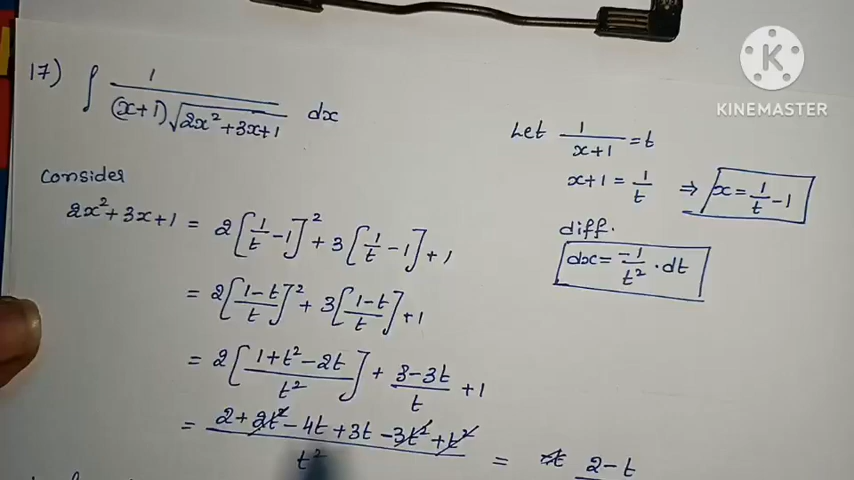 17) ∫ 1/((x+1)√(2x²+3x+1)) dx
KINEMASTER
Let 1/(x+1) = t
x+1 = 1/t ⇒ x = 1/t - 1
diff.
dx = -1/t² · dt
Consider
2x²+3x+1 = 2[1/t - 1]² + 3[1/t - 1] + 1
= 2[(1-t)/t]² + 3[(1-t)/t] + 1
= 2[(1+t²-2t)/t²] + (3-3t)/t + 1
= (2+2t²-4t+3t-3t²+t²)/t² = 2-t